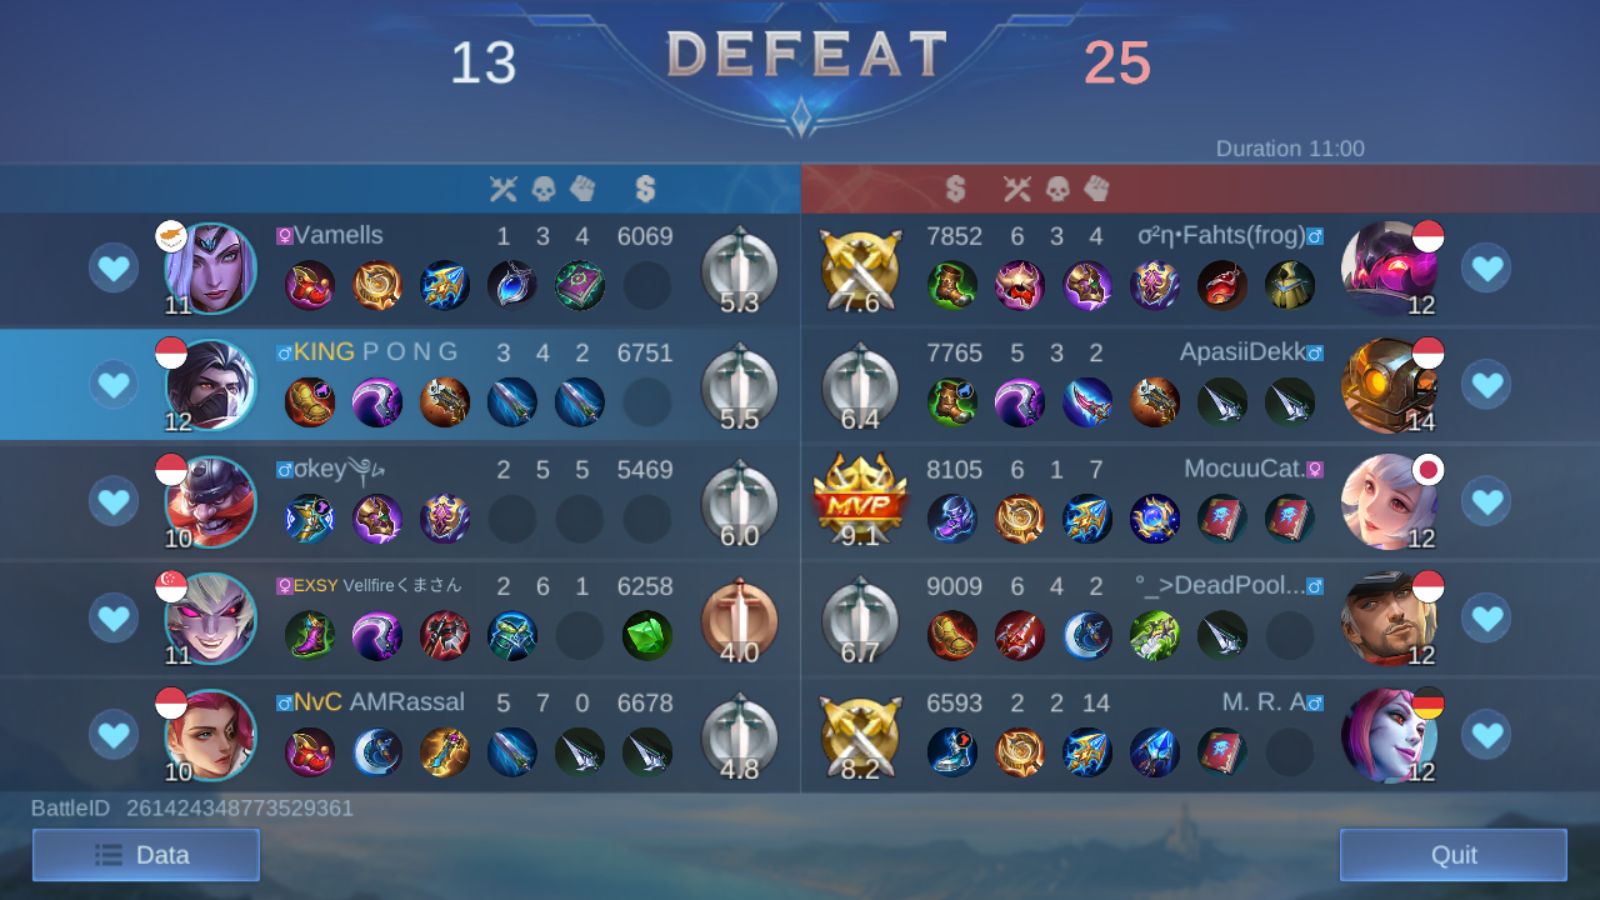 13 DEFEAT 25
Duration 11:00
Vamells 1 3 4 6069
11 5.3
7852 6 3 4 σ²η•Fahts(frog)
7.6 12
KING P O N G 3 4 2 6751
12 5.5
7765 5 3 2 ApasiiDekk
6.4 14
σkey 2 5 5 5469
10 6.0
8105 6 1 7 MocuuCat.
MVP
9.1 12
EXSY Vellfireくまさん 2 6 1 6258
11 4.0
9009 6 4 2 °_>DeadPool...
6.7 12
NvC AMRassal 5 7 0 6678
10 4.8
6593 2 2 14 M. R. A
8.2 12
BattleID 261424348773529361
Data
Quit